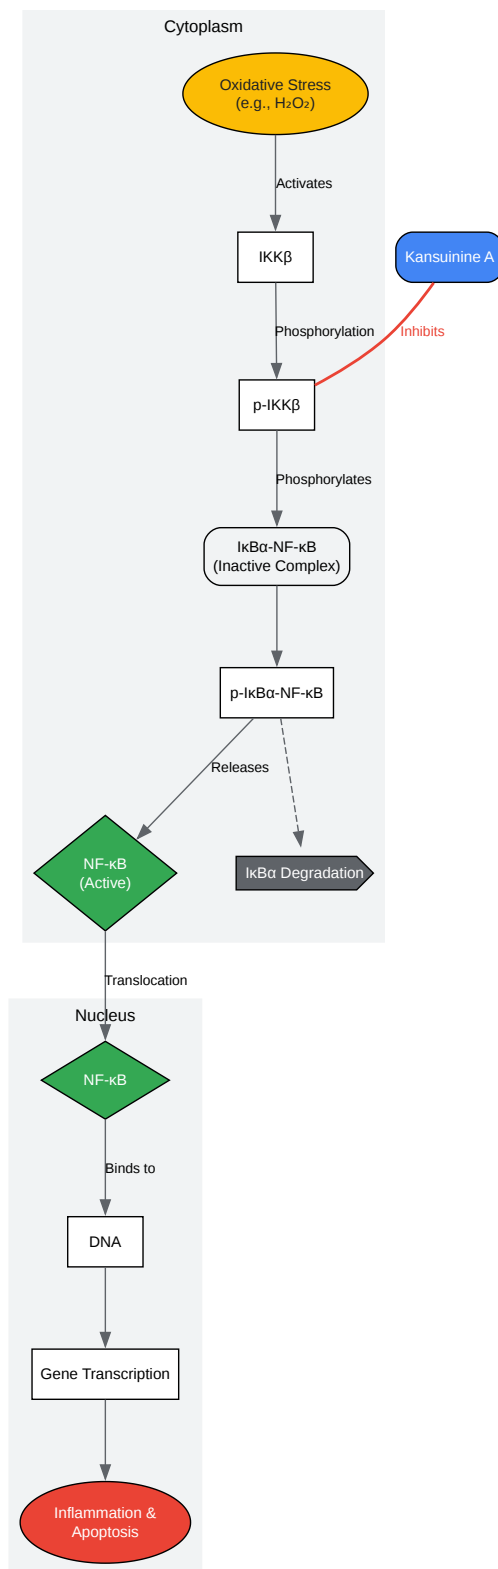 Cytoplasm
Oxidative Stress
(e.g., H₂O₂)
Activates
IKKβ
Kansuinine A
Phosphorylation
Inhibits
p-IKKβ
Phosphorylates
IκBα-NF-κB
(Inactive Complex)
p-IκBα-NF-κB
Releases
NF-κB
(Active)
IκBα Degradation
Translocation
Nucleus
NF-κB
Binds to
DNA
Gene Transcription
Inflammation &
Apoptosis